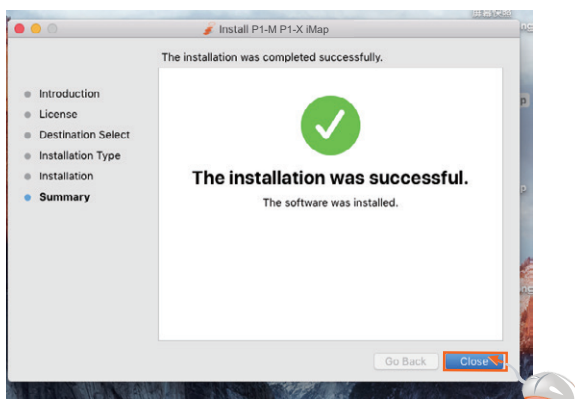 Install P1-M P1-X iMap
The installation was completed successfully.
Introduction
License
Destination Select
Installation Type
Installation
Summary
The installation was successful.
The software was installed.
Go Back
Close